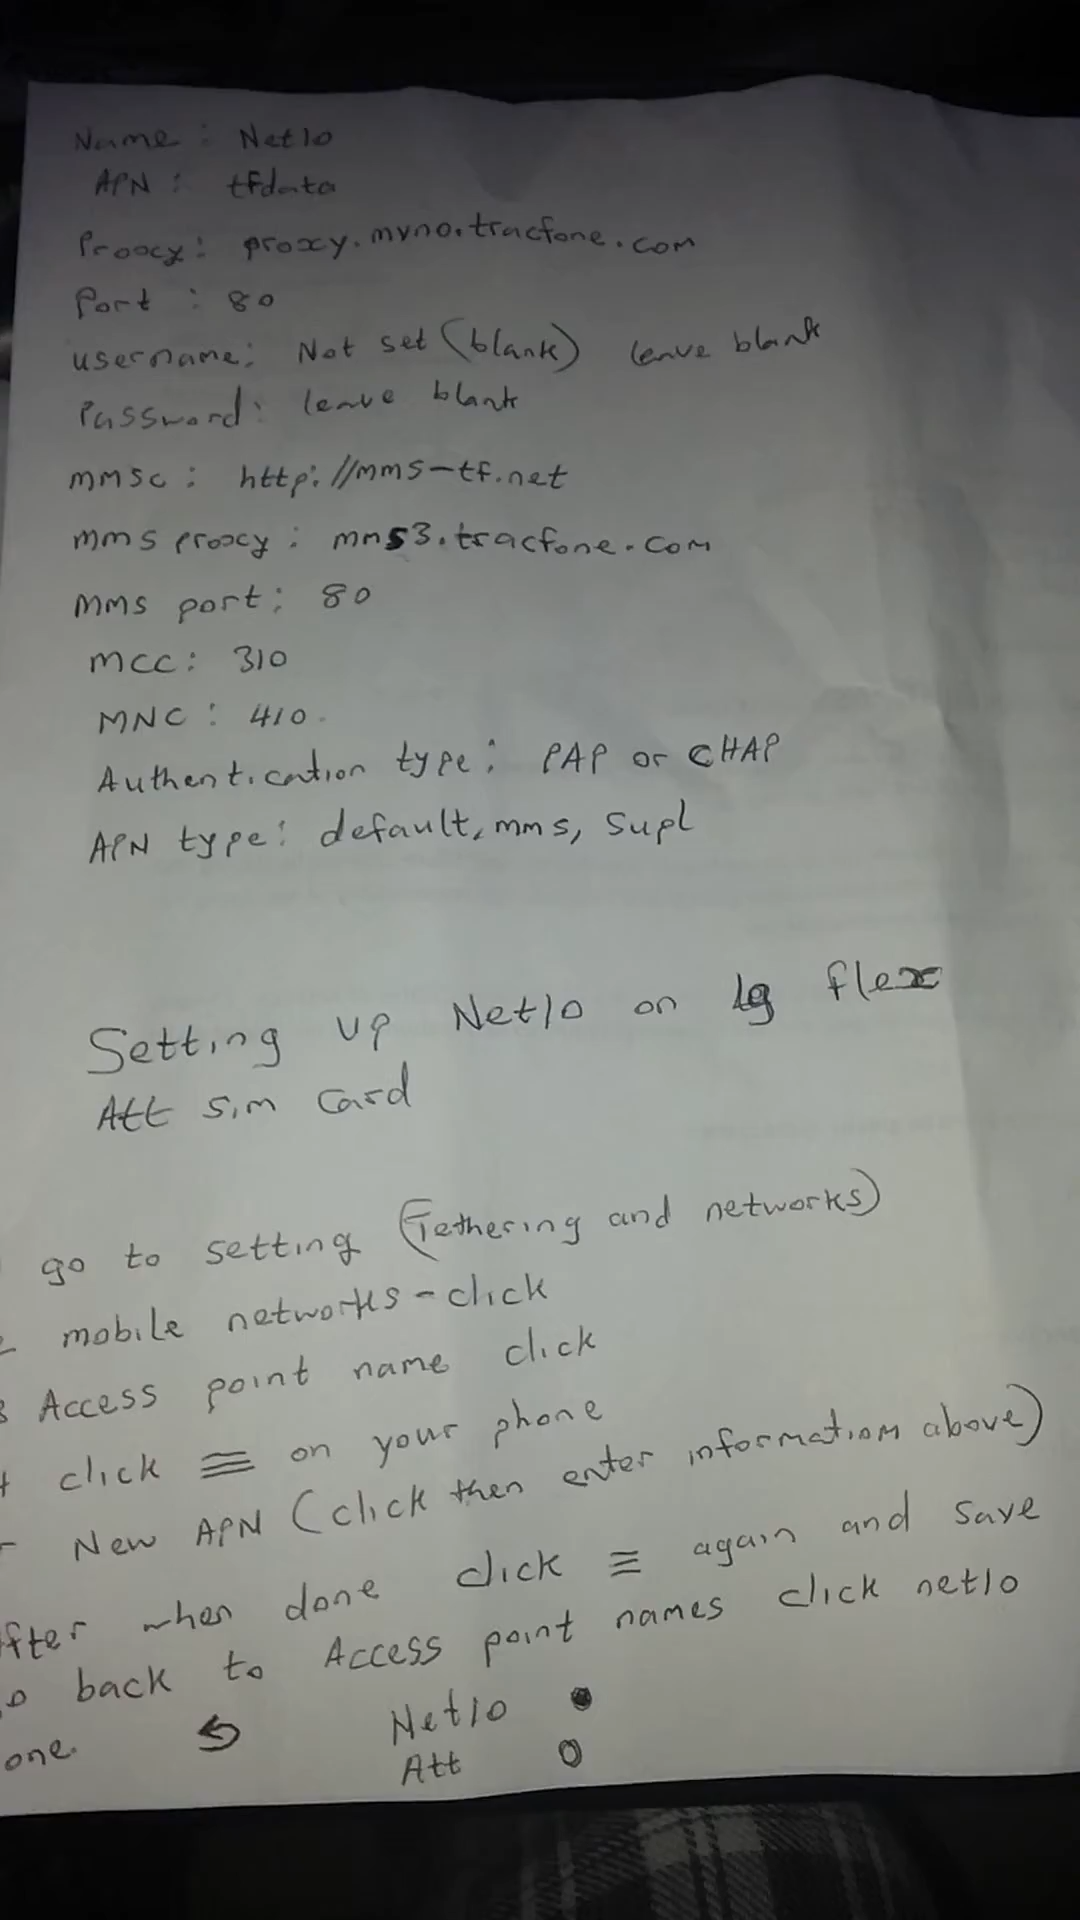 Name : Net10
APN : tfdata
Proxy: proxy.mvno.tracfone.com
Port : 80
username: Not set (blank) leave blank
Password: leave blank
mmsc : http://mms-tf.net
mms proxy : mms3.tracfone.com
mms port: 80
MCC: 310
MNC: 410.
Authentication type: PAP or CHAP
APN type: default, mms, supl
Setting up Net10 on lg flex
Att sim card
go to setting (Tethering and networks)
2 mobile networks - click
3 Access point name click
4 click ≡ on your phone
New APN (click then enter information above)
after when done click ≡ again and save
go back to Access point names click net10
one. Net10 ●
Att O